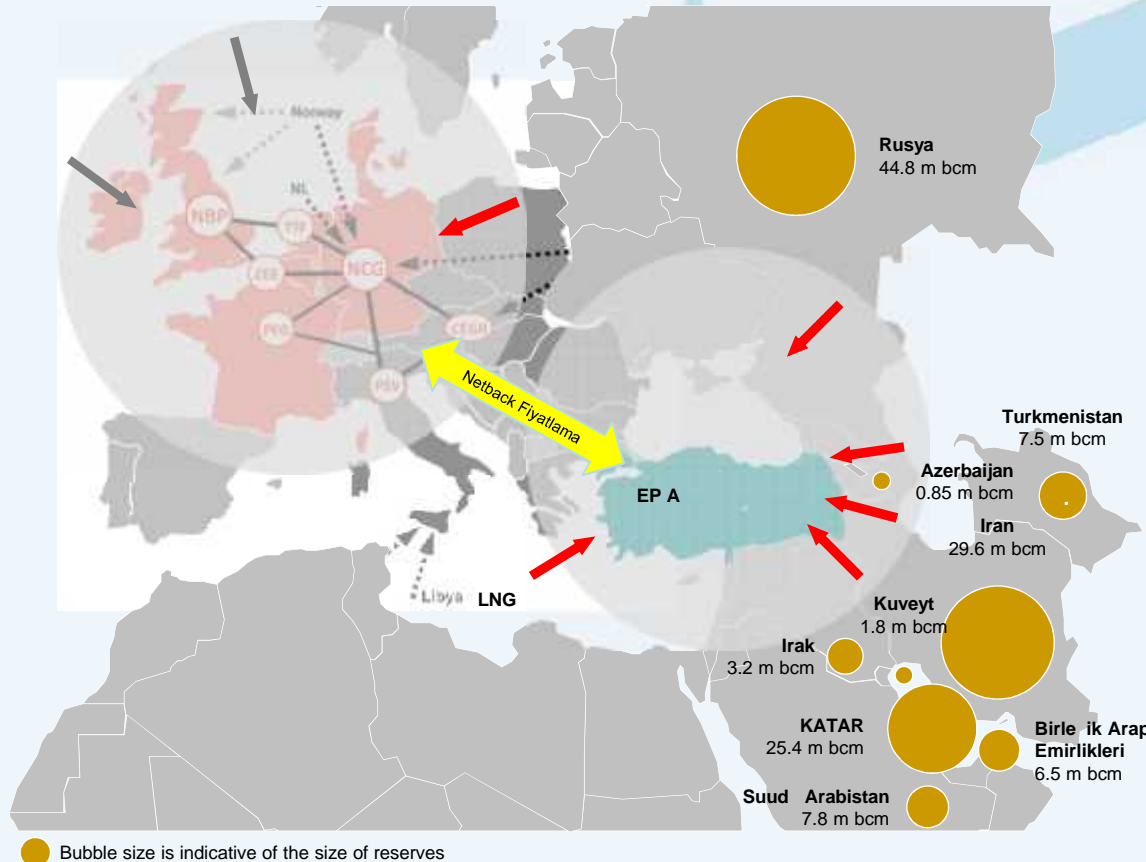 Norway
NL
NBP
TTF
ZEE
NCG
PEG
CEGH
PSV
Netback Fiyatlama
EP A
Libya
LNG
Rusya
44.8 m bcm
Turkmenistan
7.5 m bcm
Azerbaijan
0.85 m bcm
Iran
29.6 m bcm
Kuveyt
1.8 m bcm
Irak
3.2 m bcm
KATAR
25.4 m bcm
Birle ik Arap
Emirlikleri
6.5 m bcm
Suud Arabistan
7.8 m bcm
Bubble size is indicative of the size of reserves